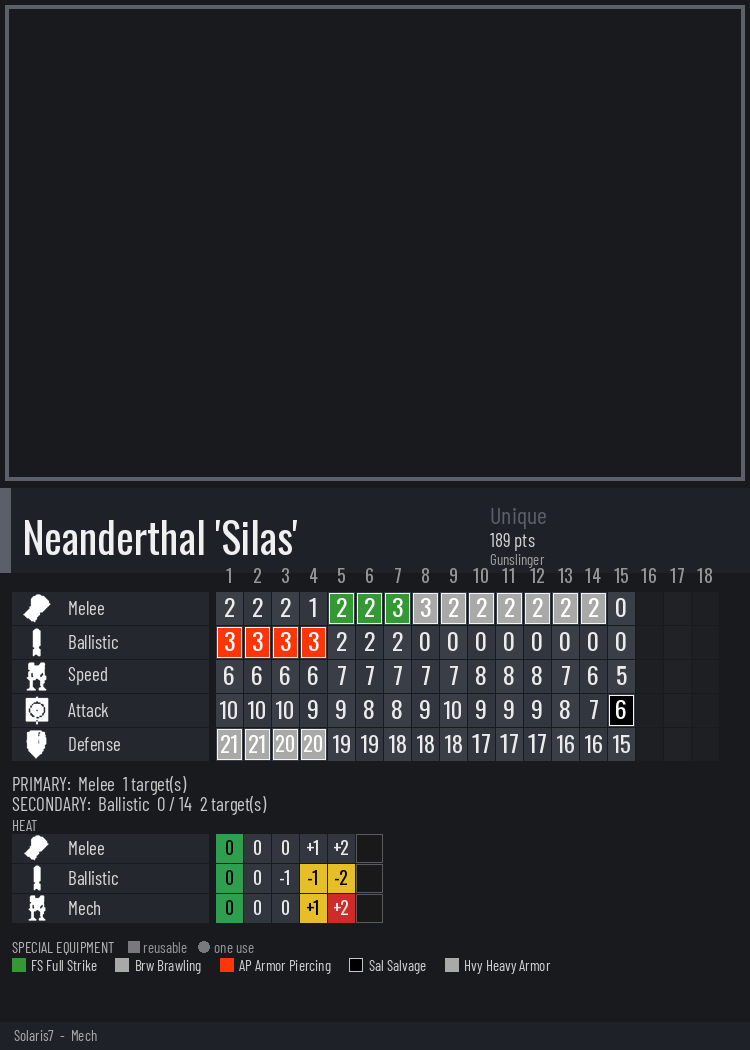 Neanderthal 'Silas'
Unique
189 pts
Gunslinger
1 2 3 4 5 6 7 8 9 10 11 12 13 14 15 16 17 18
Melee 2 2 2 1 2 2 3 3 2 2 2 2 2 2 0
Ballistic 3 3 3 3 2 2 2 0 0 0 0 0 0 0 0
Speed 6 6 6 6 7 7 7 7 7 8 8 8 7 6 5
Attack 10 10 10 9 9 8 8 9 10 9 9 9 8 7 6
Defense 21 21 20 20 19 19 18 18 18 17 17 17 16 16 15
PRIMARY: Melee 1 target(s)
SECONDARY: Ballistic 0 / 14 2 target(s)
HEAT
Melee 0 0 0 +1 +2
Ballistic 0 0 -1 -1 -2
Mech 0 0 0 +1 +2
SPECIAL EQUIPMENT reusable one use
FS Full Strike Brw Brawling AP Armor Piercing Sal Salvage Hvy Heavy Armor
Solaris7 - Mech